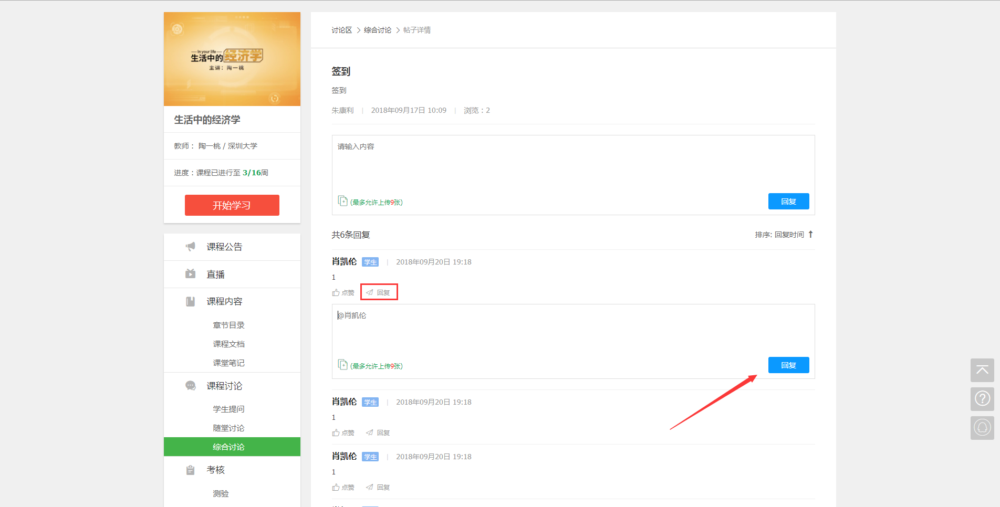 In your life
生活中的经济学
主讲：陶一桃
生活中的经济学
教师： 陶一桃 / 深圳大学
进度：课程已进行至 3/16周
开始学习
课程公告
直播
课程内容
章节目录
课程文档
课堂笔记
课程讨论
学生提问
随堂讨论
综合讨论
考核
测验
讨论区 > 综合讨论 > 帖子详情
签到
签到
朱康利 | 2018年09月17日 10:09 | 浏览：2
请输入内容
(最多允许上传9张)
回复
共6条回复
排序: 回复时间
肖凯伦 学生 | 2018年09月20日 19:18
1
点赞 回复
@肖凯伦
(最多允许上传9张)
回复
肖凯伦 学生 | 2018年09月20日 19:18
1
点赞 回复
肖凯伦 学生 | 2018年09月20日 19:18
1
点赞 回复